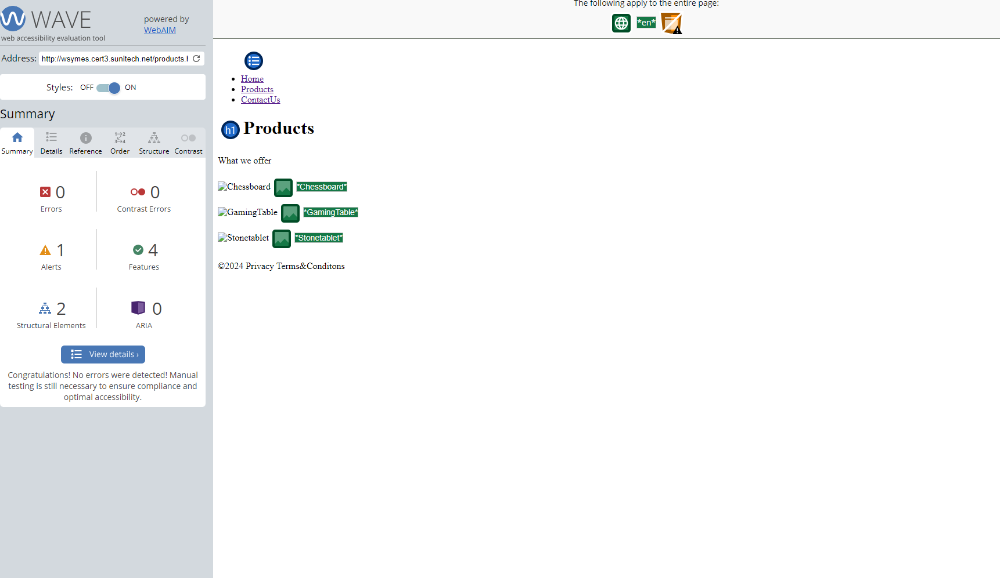 WAVE
web accessibility evaluation tool
powered by
WebAIM
Address: http://wsymes.cert3.sunitech.net/products.h
Styles: OFF ON
Summary
Summary Details Reference Order Structure Contrast
0
Errors
0
Contrast Errors
1
Alerts
4
Features
2
Structural Elements
0
ARIA
View details ›
Congratulations! No errors were detected! Manual
testing is still necessary to ensure compliance and
optimal accessibility.
The following apply to the entire page:
*en*
Home
Products
ContactUs
h1 Products
What we offer
Chessboard *Chessboard*
GamingTable *GamingTable*
Stonetablet *Stonetablet*
©2024 Privacy Terms&Conditons